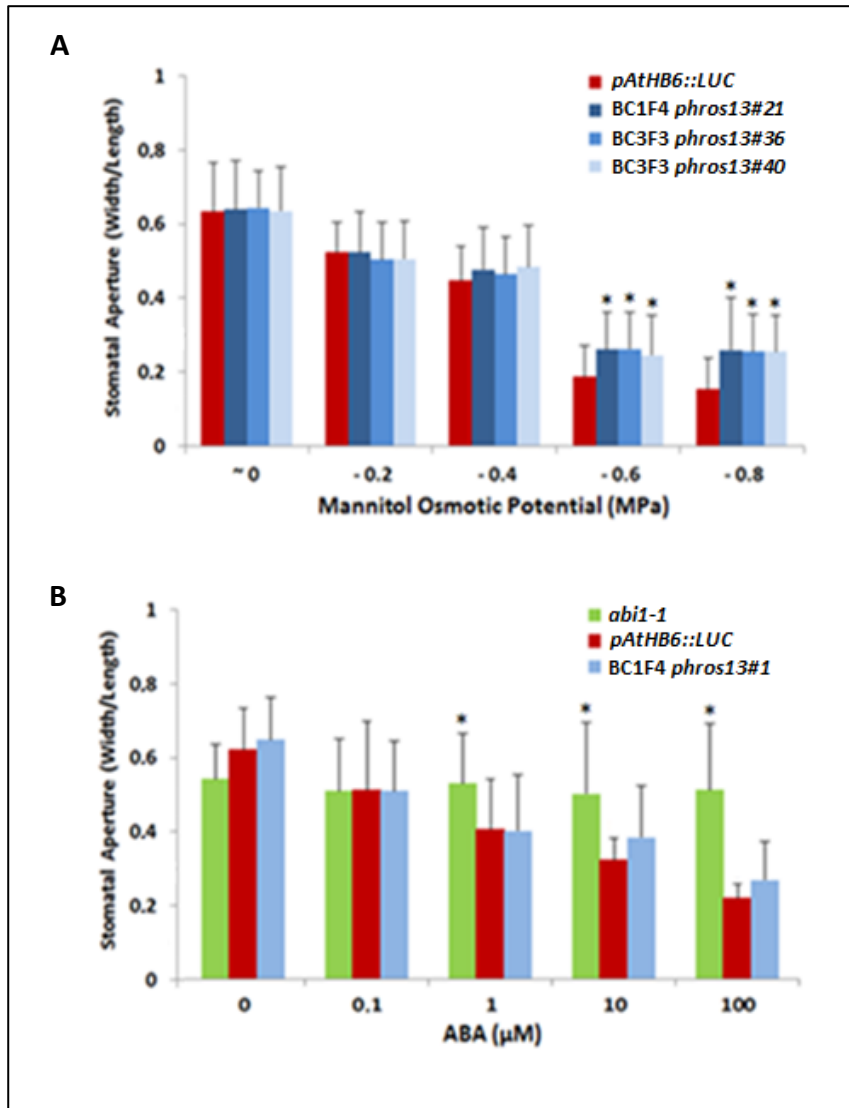 A
pAtHB6::LUC
BC1F4 phros13#21
BC3F3 phros13#36
BC3F3 phros13#40
Stomatal Aperture (Width/Length)
1
0.8
0.6
0.4
0.2
0
* * * * * *
~ 0 - 0.2 - 0.4 - 0.6 - 0.8
Mannitol Osmotic Potential (MPa)
B
abi1-1
pAtHB6::LUC
BC1F4 phros13#1
Stomatal Aperture (Width/Length)
1
0.8
0.6
0.4
0.2
0
* * *
0 0.1 1 10 100
ABA (µM)